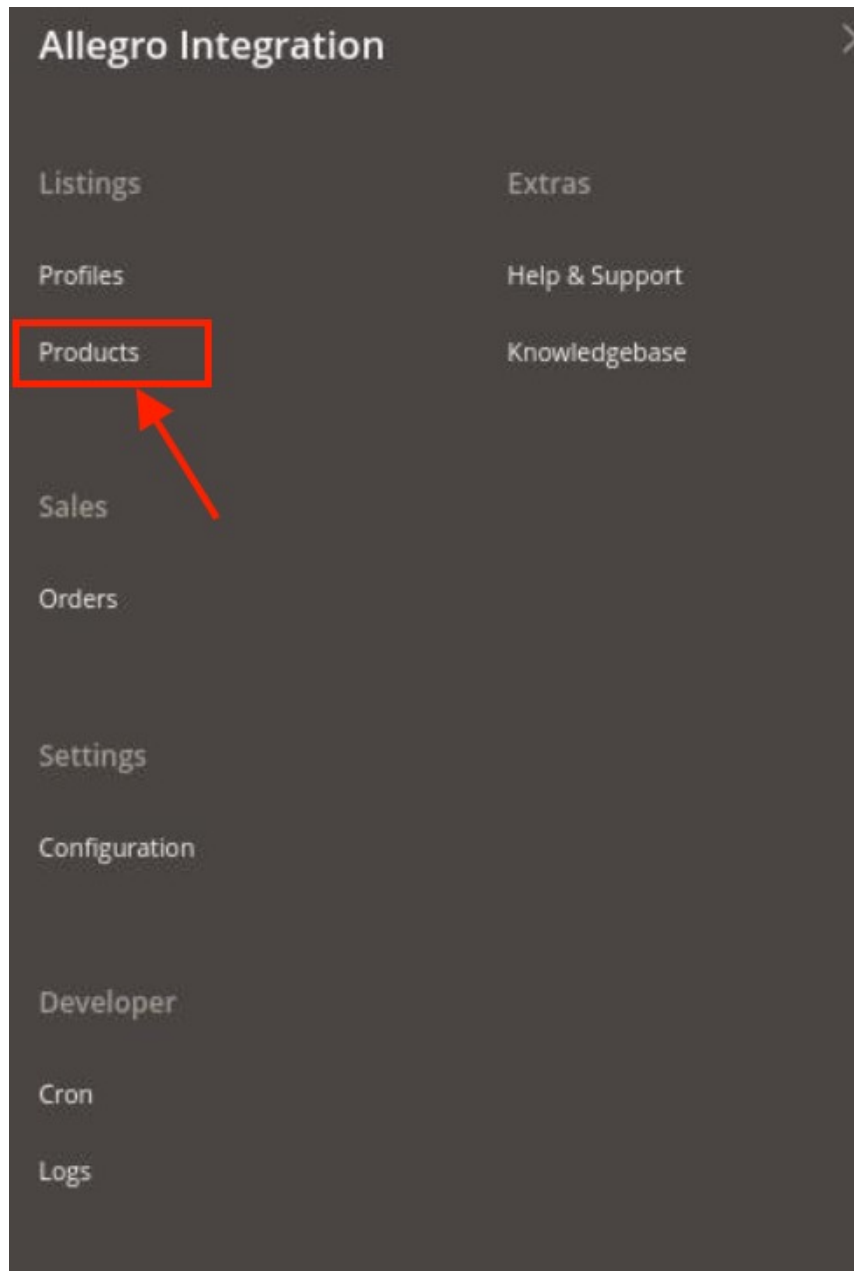 Allegro Integration
Listings
Profiles
Products
Sales
Orders
Settings
Configuration
Developer
Cron
Logs
Extras
Help & Support
Knowledgebase